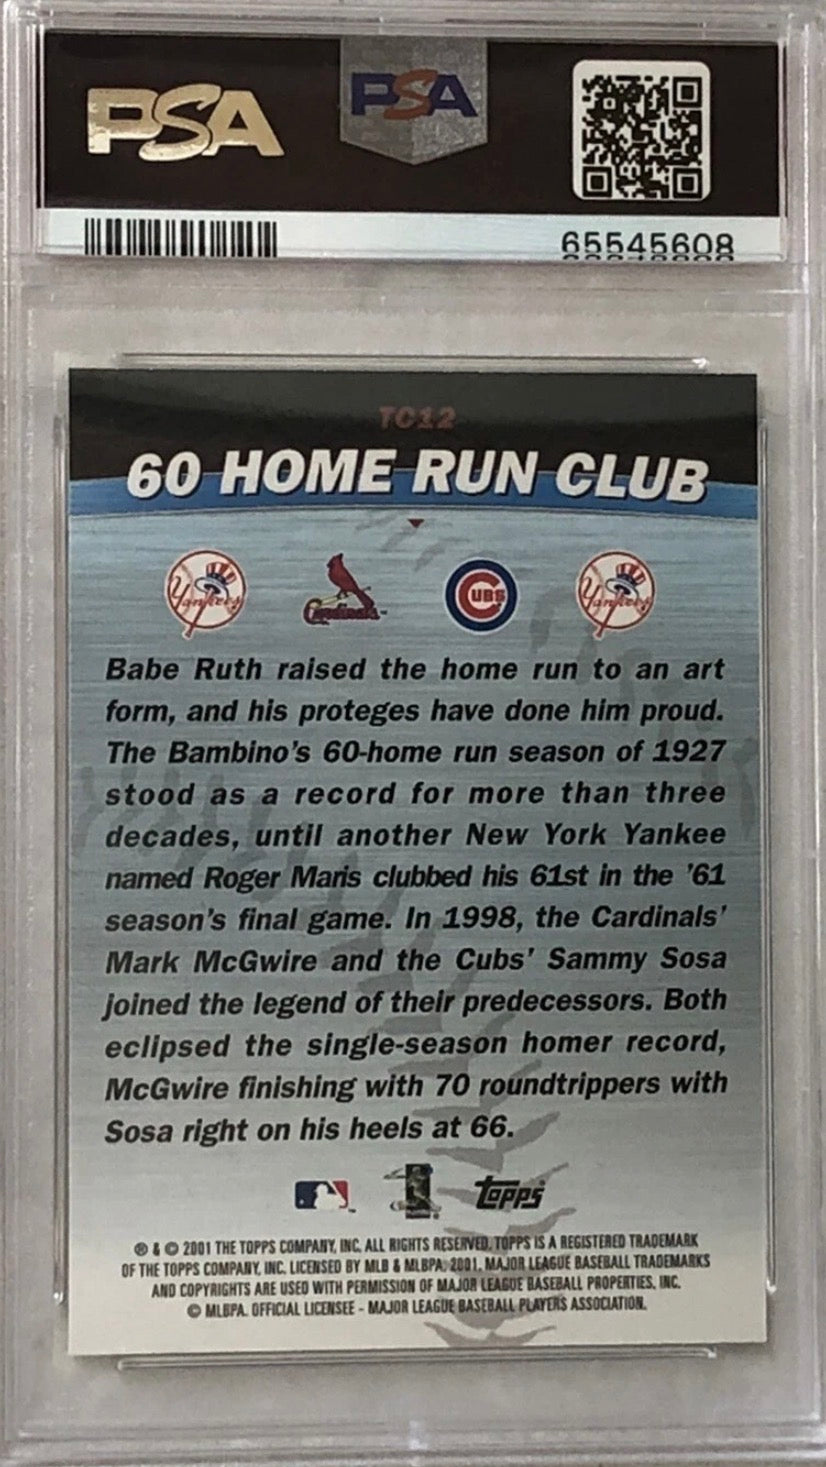 PSA
PSA
65545608
TC12
60 HOME RUN CLUB
Yankees Cardinals CUBS Yankees
Babe Ruth raised the home run to an art
form, and his proteges have done him proud.
The Bambino's 60-home run season of 1927
stood as a record for more than three
decades, until another New York Yankee
named Roger Maris clubbed his 61st in the '61
season's final game. In 1998, the Cardinals'
Mark McGwire and the Cubs' Sammy Sosa
joined the legend of their predecessors. Both
eclipsed the single-season homer record,
McGwire finishing with 70 roundtrippers with
Sosa right on his heels at 66.
Topps
® & © 2001 THE TOPPS COMPANY, INC. ALL RIGHTS RESERVED. TOPPS IS A REGISTERED TRADEMARK
OF THE TOPPS COMPANY, INC. LICENSED BY MLB & MLBPA, 2001. MAJOR LEAGUE BASEBALL TRADEMARKS
AND COPYRIGHTS ARE USED WITH PERMISSION OF MAJOR LEAGUE BASEBALL PROPERTIES, INC.
© MLBPA. OFFICIAL LICENSEE - MAJOR LEAGUE BASEBALL PLAYERS ASSOCIATION.